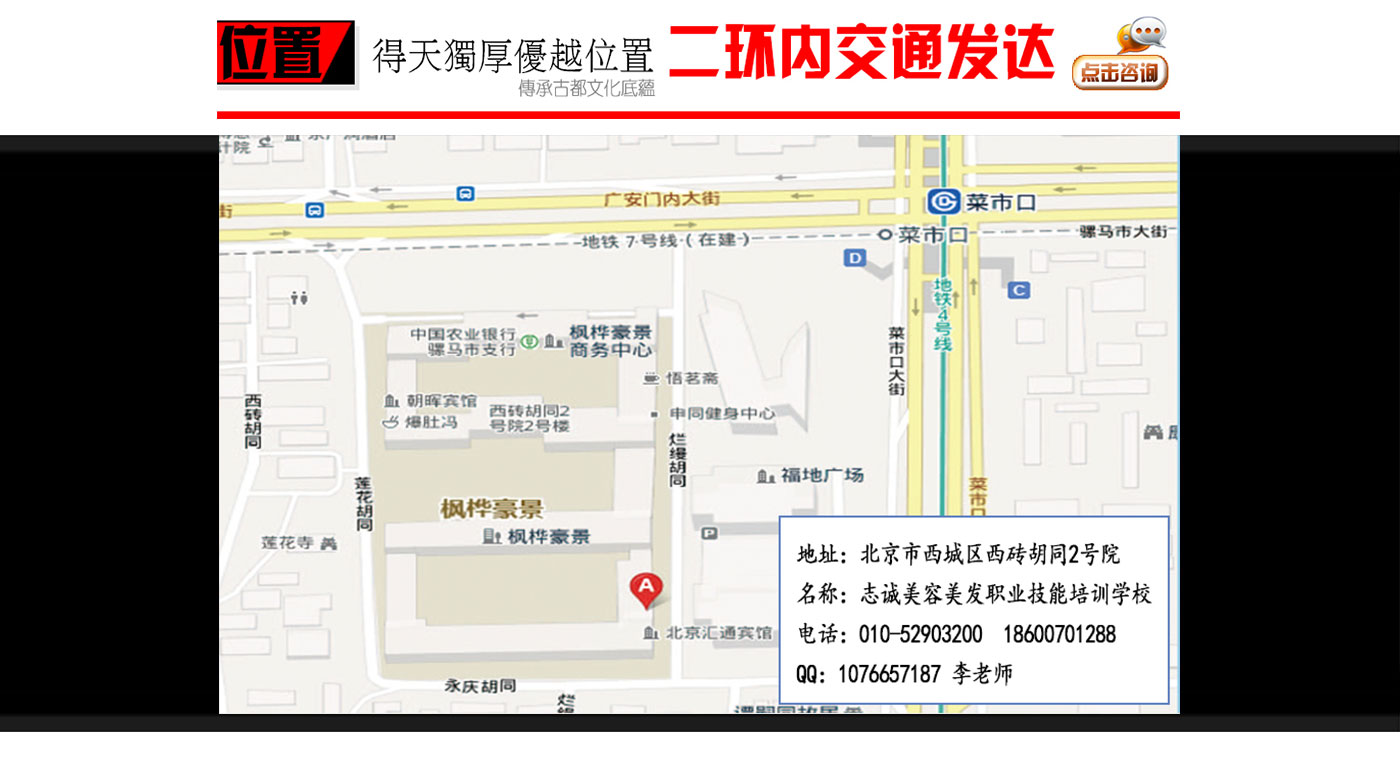 位置
得天獨厚優越位置
傳承古都文化底蘊
二环内交通发达
点击咨询
计院
街
广安门内大街
菜市口
地铁 7 号线 ( 在建 )
菜市口
骡马市大街
D
C
地铁4号线
中国农业银行
骡马市支行
枫桦豪景
商务中心
菜市口大街
悟茗斋
朝晖宾馆
爆肚冯
西砖胡同2
号院2号楼
申同健身中心
西砖胡同
烂缦胡同
莲花胡同
福地广场
菜市口
枫桦豪景
枫桦豪景
莲花寺
P
A
北京汇通宾馆
永庆胡同
烂缦
地址：北京市西城区西砖胡同2号院
名称：志诚美容美发职业技能培训学校
电话：010-52903200 18600701288
QQ：1076657187 李老师